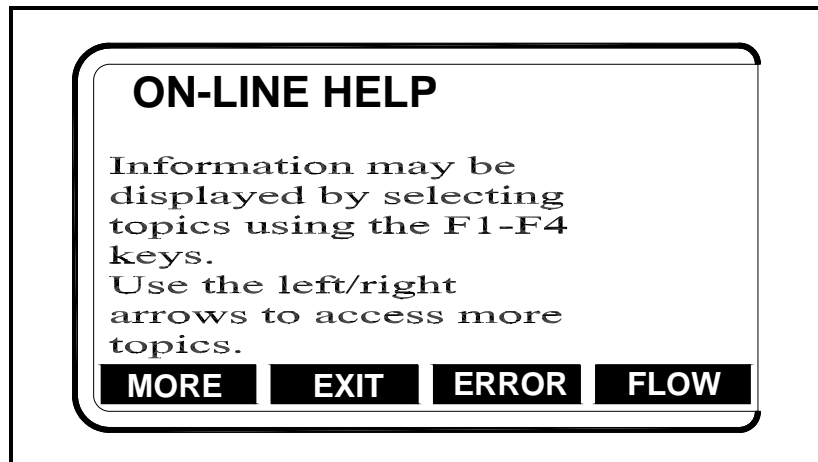 ON-LINE HELP
Information may be
displayed by selecting
topics using the F1-F4
keys.
Use the left/right
arrows to access more
topics.
MORE EXIT ERROR FLOW